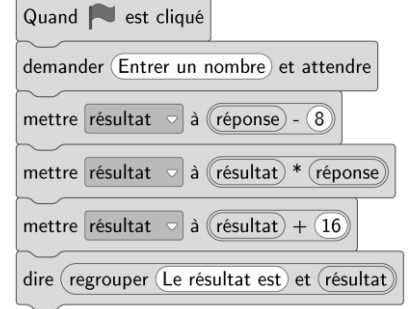 Quand est cliqué
demander Entrer un nombre et attendre
mettre résultat à réponse - 8
mettre résultat à résultat * réponse
mettre résultat à résultat + 16
dire regrouper Le résultat est et résultat